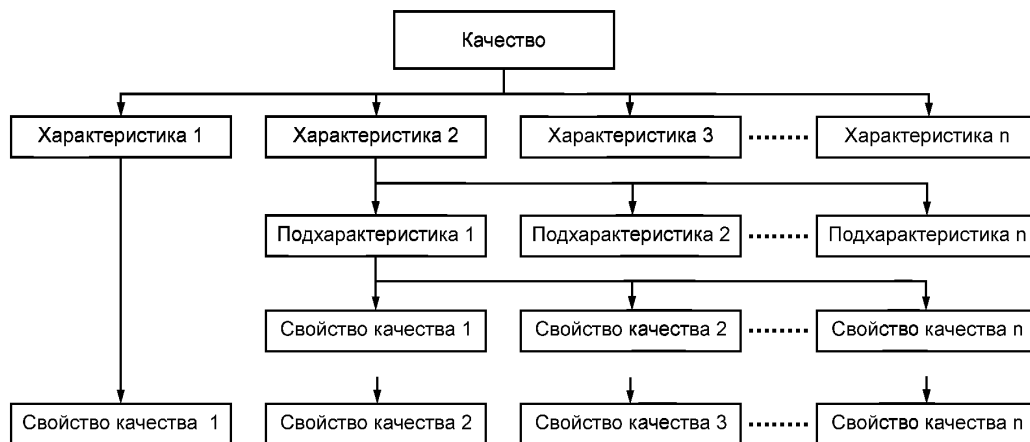 Качество
Характеристика 1
Характеристика 2
Характеристика 3
Характеристика n
Подхарактеристика 1
Подхарактеристика 2
Подхарактеристика n
Свойство качества 1
Свойство качества 2
Свойство качества n
Свойство качества 1
Свойство качества 2
Свойство качества 3
Свойство качества n